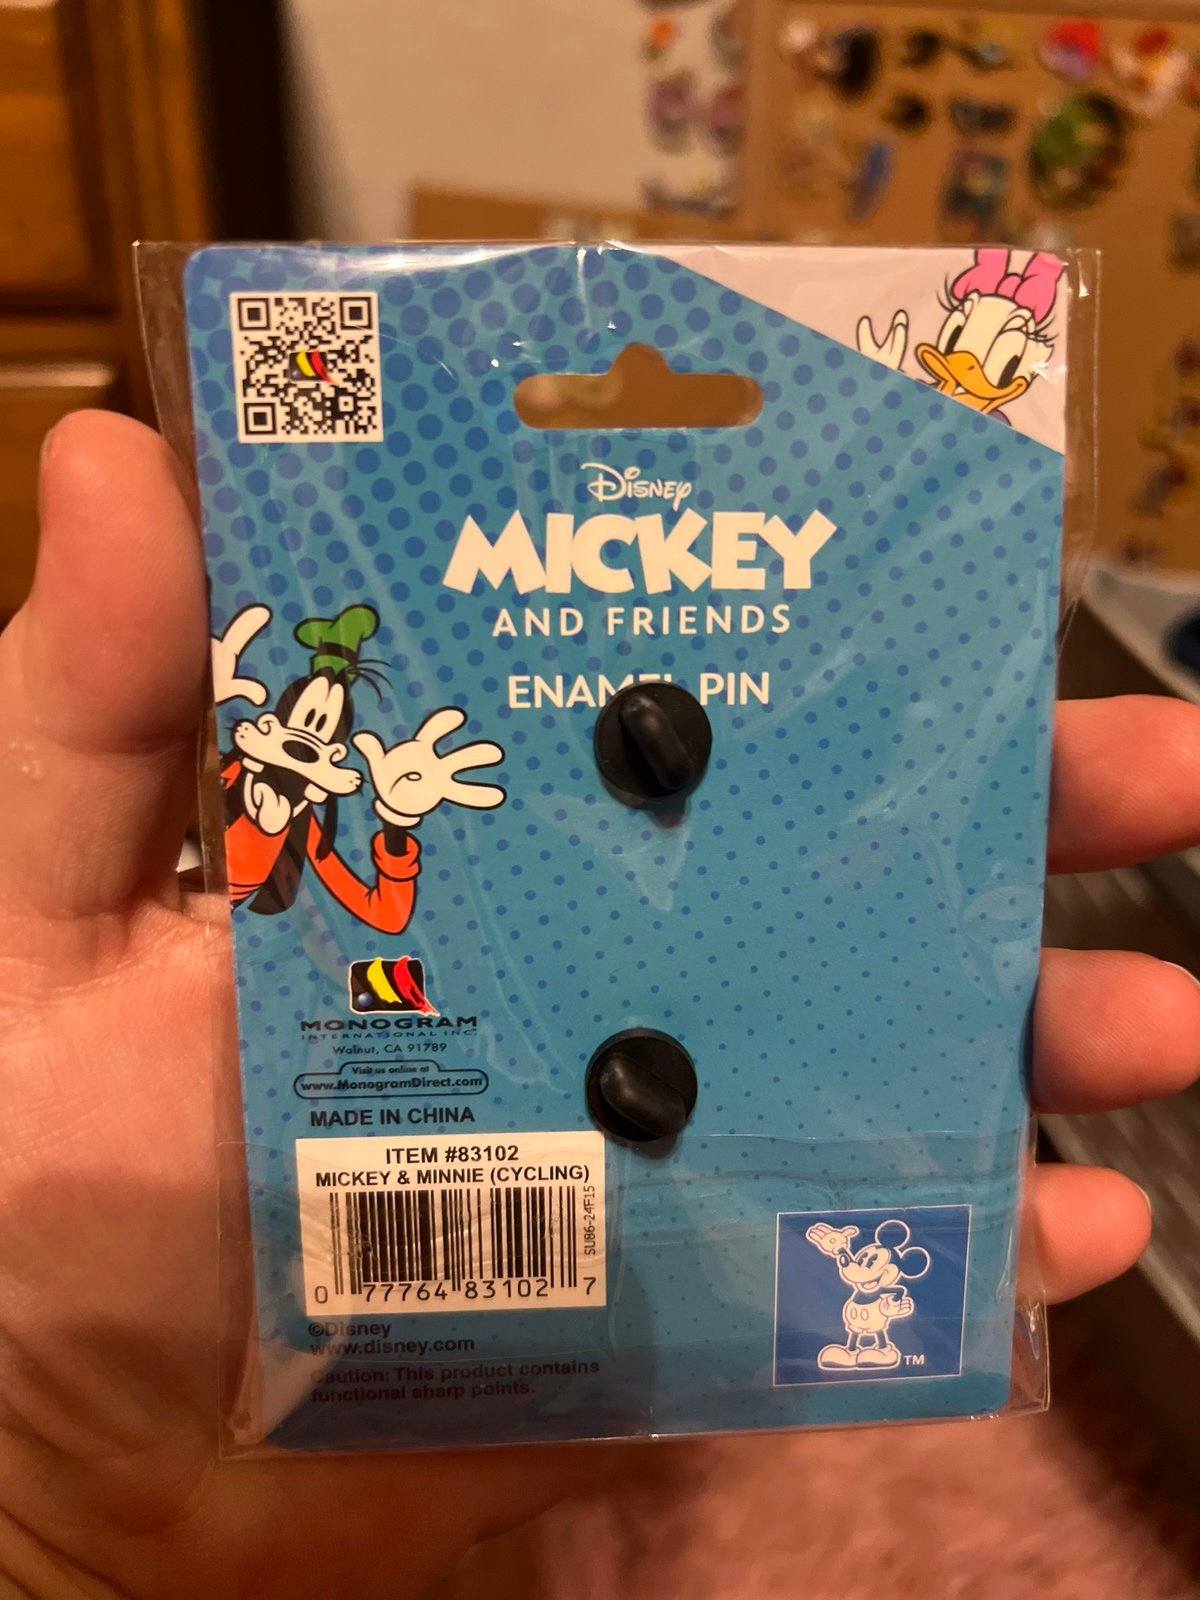 Disney
MICKEY
AND FRIENDS
ENAMEL PIN
MONOGRAM
INTERNATIONAL INC.
Walnut, CA 91789
Visit us online at
www.MonogramDirect.com
MADE IN CHINA
ITEM #83102
MICKEY & MINNIE (CYCLING)
SU86-24F15
0 77764 83102 7
©Disney
www.disney.com
Caution: This product contains
functional sharp points.
TM